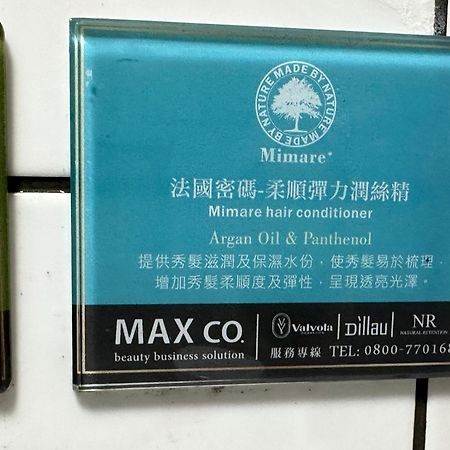 MADE BY NATURE MADE BY NATURE
Mimare®
法國密碼-柔順彈力潤絲精
Mimare hair conditioner
Argan Oil & Panthenol
提供秀髮滋潤及保濕水份，使秀髮易於梳理，
增加秀髮柔順度及彈性，呈現透亮光澤。
MAX CO.
beauty business solution
Valvola
Dillau
NR
NATURAL RETENTION
服務專線 TEL: 0800-770168